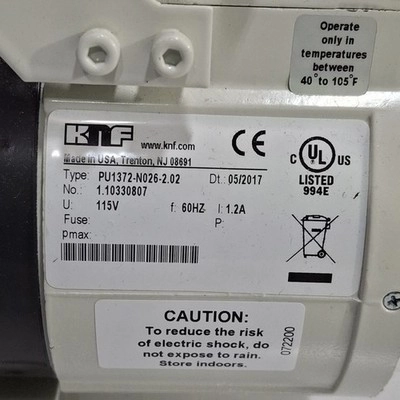 Operate
only in
temperatures
between
40° to 105°F
KNF www.knf.com
Made in USA, Trenton, NJ 08691
Type: PU1372-N026-2.02 Dt.: 05/2017
No.: 1.10330807
U: 115V f: 60HZ I: 1.2A
Fuse: P:
pmax:
CE
C UL US
LISTED
994E
CAUTION:
To reduce the risk
of electric shock, do
not expose to rain.
Store indoors.
072200